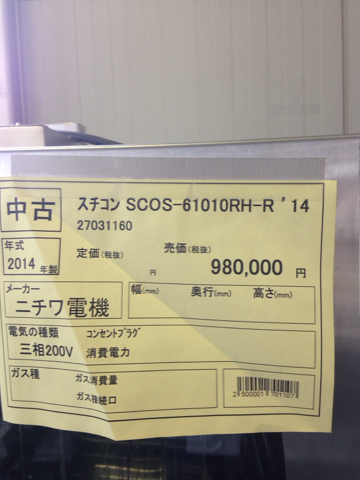 中古 スチコン SCOS-61010RH-R '14
27031160
年式 定価(税抜) 売価(税抜)
2014 年製 円 980,000 円
メーカー 幅(mm) 奥行(mm) 高さ(mm)
ニチワ電機
電気の種類 コンセントプラグ
三相200V 消費電力
ガス種 ガス消費量
ガス接続口
2500001701107